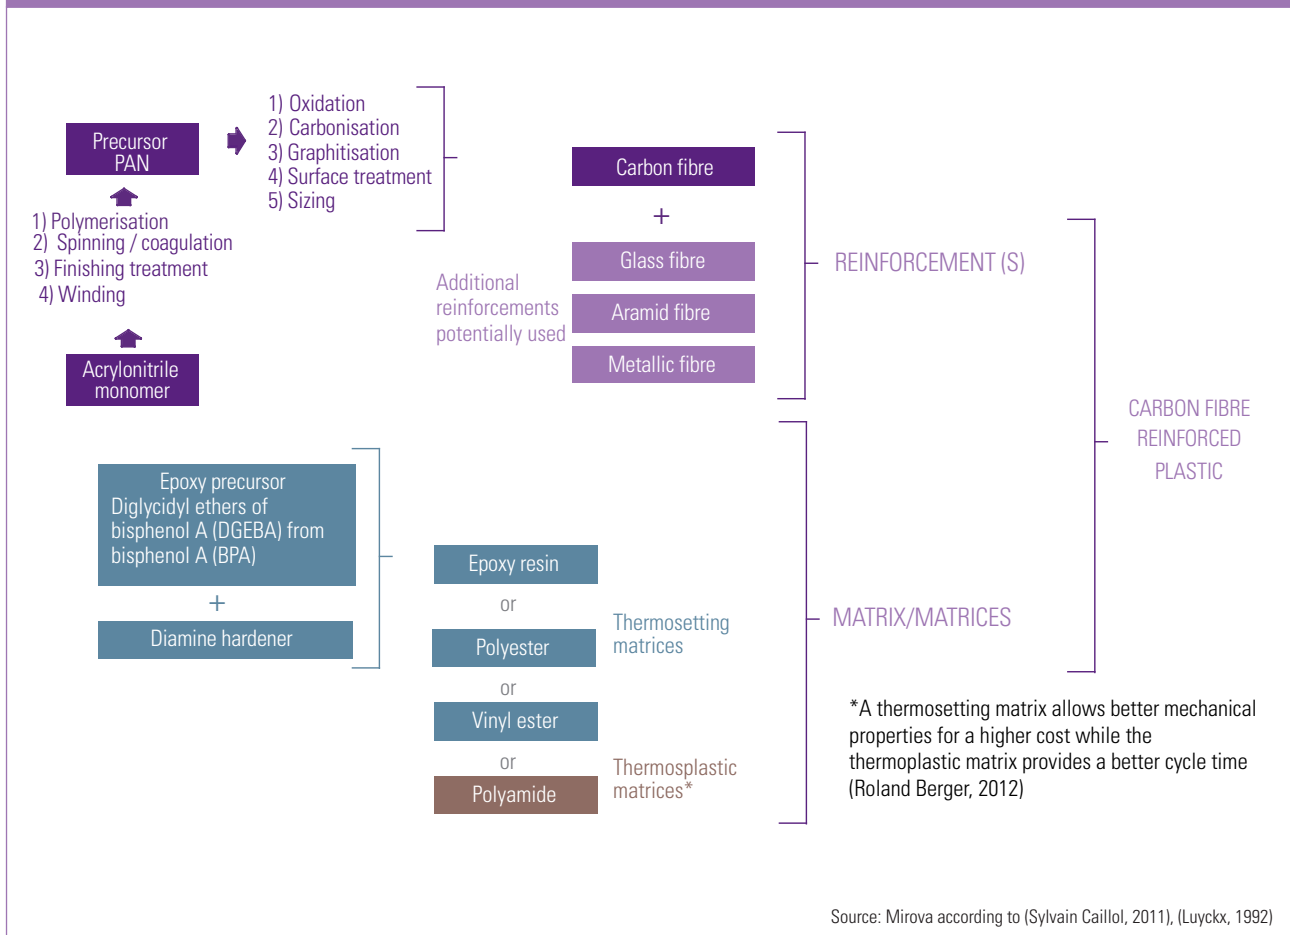 Precursor
PAN
1) Oxidation
2) Carbonisation
3) Graphitisation
4) Surface treatment
5) Sizing
1) Polymerisation
2) Spinning / coagulation
3) Finishing treatment
4) Winding
Acrylonitrile
monomer
Carbon fibre
+
Glass fibre
Aramid fibre
Metallic fibre
Additional
reinforcements
potentially used
REINFORCEMENT (S)
CARBON FIBRE
REINFORCED
PLASTIC
Epoxy precursor
Diglycidyl ethers of
bisphenol A (DGEBA) from
bisphenol A (BPA)
+
Diamine hardener
Epoxy resin
or
Polyester
or
Vinyl ester
or
Polyamide
Thermosetting
matrices
Thermosplastic
matrices*
MATRIX/MATRICES
*A thermosetting matrix allows better mechanical
properties for a higher cost while the
thermoplastic matrix provides a better cycle time
(Roland Berger, 2012)
Source: Mirova according to (Sylvain Caillol, 2011), (Luyckx, 1992)